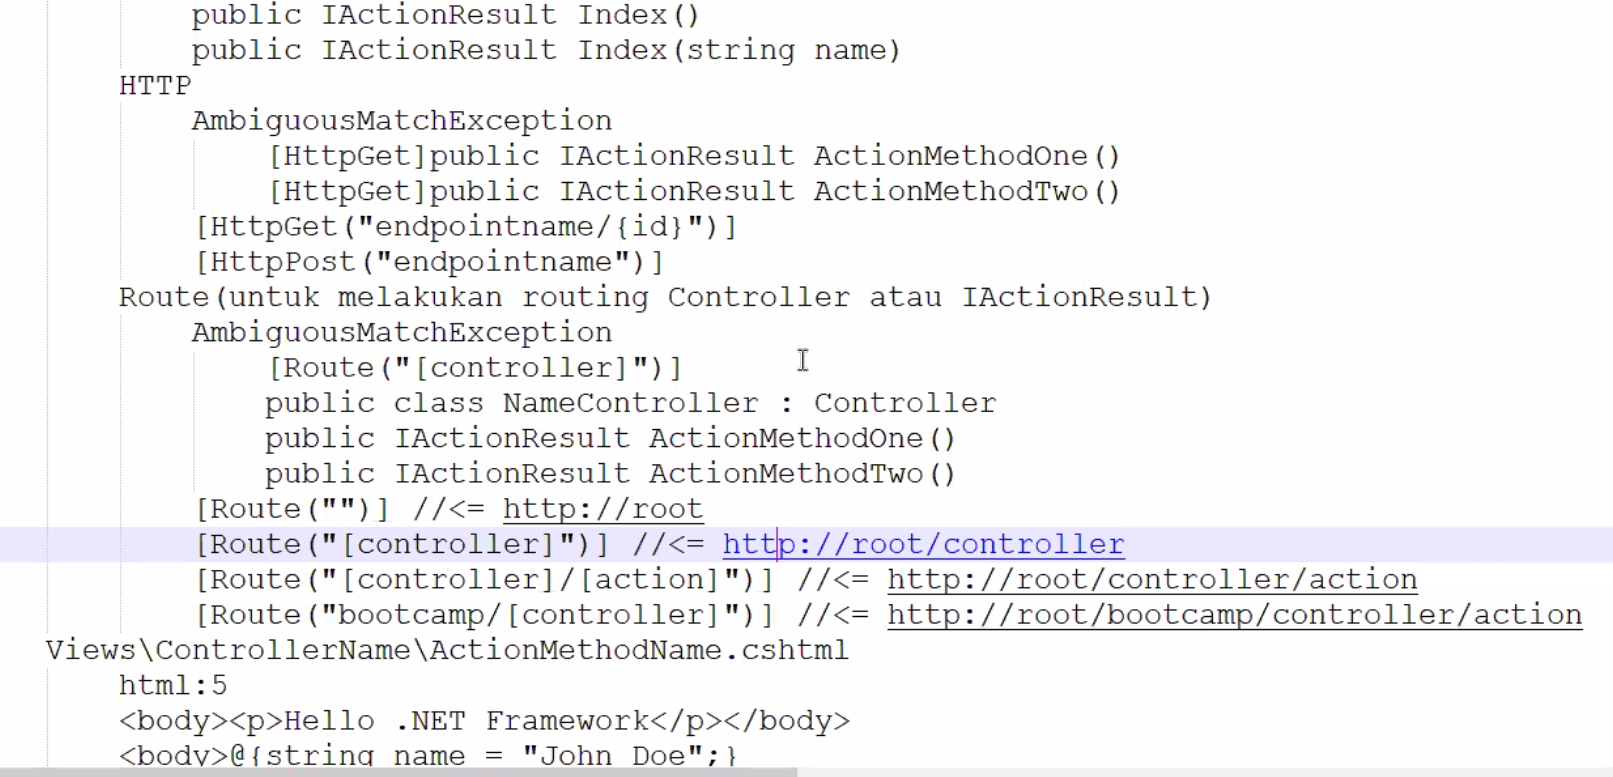 public IActionResult Index()
public IActionResult Index(string name)
HTTP
AmbiguousMatchException
[HttpGet]public IActionResult ActionMethodOne()
[HttpGet]public IActionResult ActionMethodTwo()
[HttpGet("endpointname/{id}")]
[HttpPost("endpointname")]
Route(untuk melakukan routing Controller atau IActionResult)
AmbiguousMatchException
[Route("[controller]")]
public class NameController : Controller
public IActionResult ActionMethodOne()
public IActionResult ActionMethodTwo()
[Route("")] //<= http://root
[Route("[controller]")] //<= http://root/controller
[Route("[controller]/[action]")] //<= http://root/controller/action
[Route("bootcamp/[controller]")] //<= http://root/bootcamp/controller/action
Views\ControllerName\ActionMethodName.cshtml
html:5
<body><p>Hello .NET Framework</p></body>
<body>@{string name = "John Doe";}